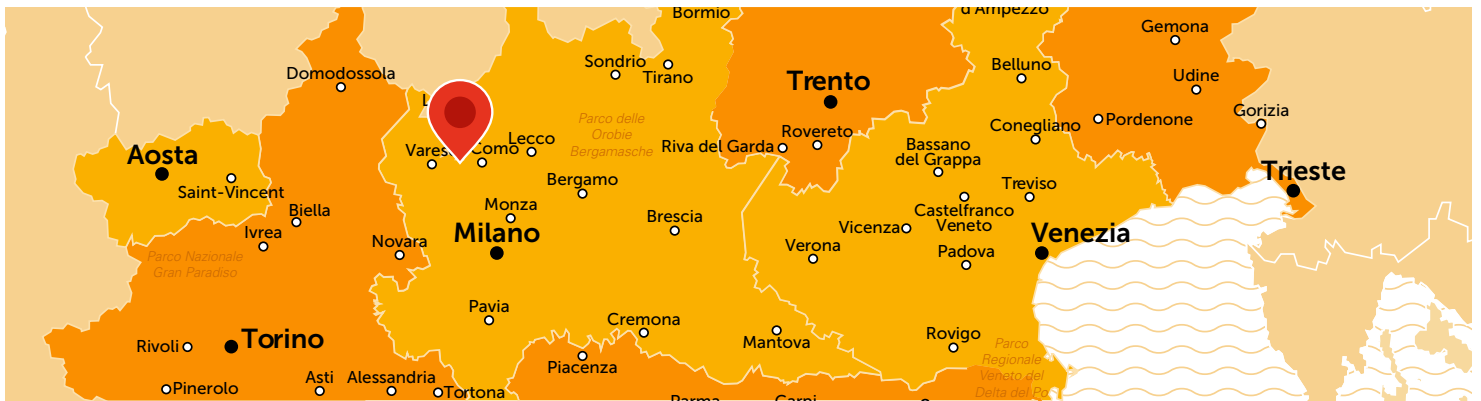 Bormio
d'Ampezzo
Gemona
Sondrio
Tirano
Belluno
Udine
Domodossola
Trento
Gorizia
Parco delle
Orobie
Bergamasche
Pordenone
Conegliano
Rovereto
Riva del Garda
Lecco
Como
Varese
Bassano
del Grappa
Aosta
Saint-Vincent
Trieste
Bergamo
Treviso
Biella
Monza
Castelfranco
Veneto
Brescia
Vicenza
Ivrea
Milano
Venezia
Novara
Verona
Padova
Parco Nazionale
Gran Paradiso
Pavia
Cremona
Mantova
Rovigo
Rivoli
Torino
Parco
Regionale
Veneto del
Delta del Po
Piacenza
Pinerolo
Asti
Alessandria
Tortona
Parma
Carpi